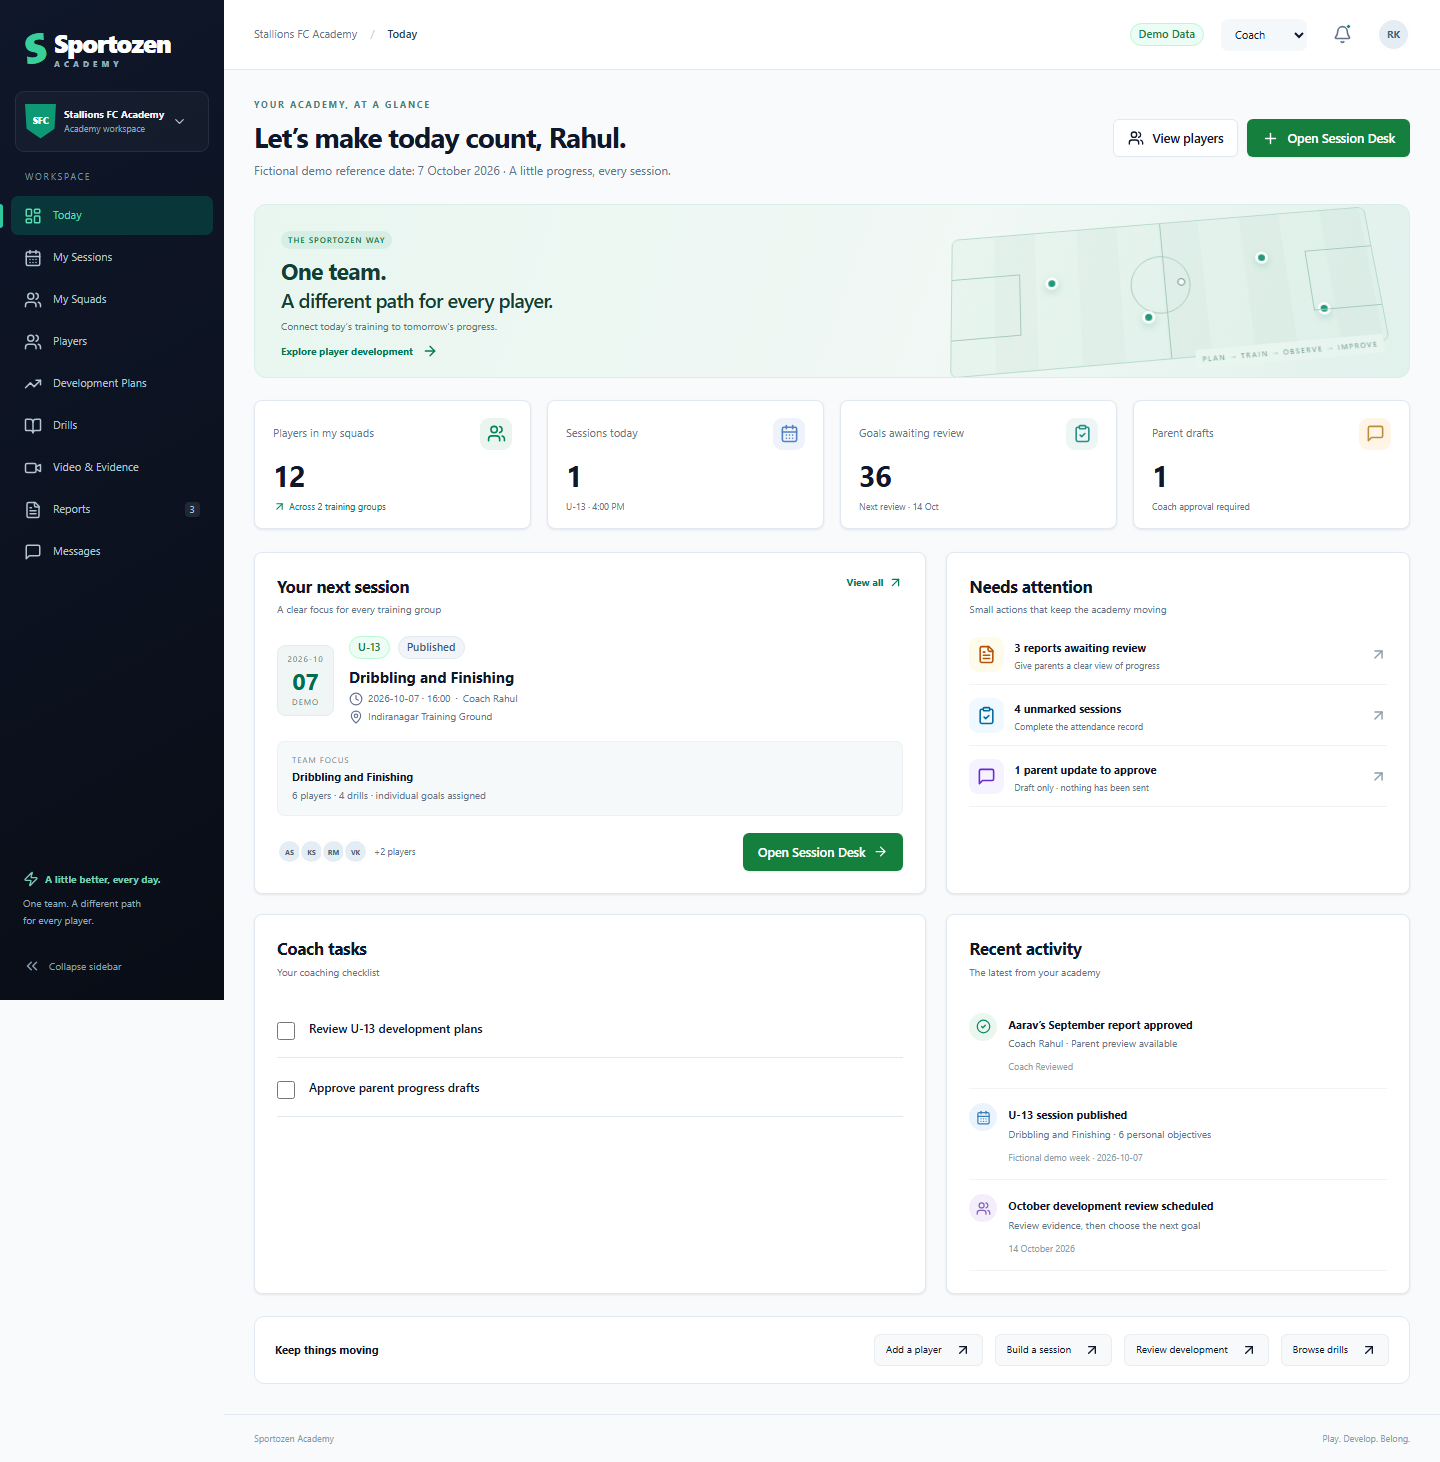 Sportozen
ACADEMY
SFC
Stallions FC Academy
Academy workspace
WORKSPACE
Today
My Sessions
My Squads
Players
Development Plans
Drills
Video & Evidence
Reports 3
Messages
A little better, every day.
One team. A different path
for every player.
Collapse sidebar
Stallions FC Academy / Today
Demo Data
Coach
RK
YOUR ACADEMY, AT A GLANCE
Let’s make today count, Rahul.
Fictional demo reference date: 7 October 2026 · A little progress, every session.
View players
Open Session Desk
THE SPORTOZEN WAY
One team.
A different path for every player.
Connect today’s training to tomorrow’s progress.
Explore player development
PLAN → TRAIN → OBSERVE → IMPROVE
Players in my squads
12
Across 2 training groups
Sessions today
1
U-13 · 4:00 PM
Goals awaiting review
36
Next review · 14 Oct
Parent drafts
1
Coach approval required
Your next session
View all
A clear focus for every training group
2026-10
07
DEMO
U-13
Published
Dribbling and Finishing
2026-10-07 · 16:00 · Coach Rahul
Indiranagar Training Ground
TEAM FOCUS
Dribbling and Finishing
6 players · 4 drills · individual goals assigned
AS KS RM VK +2 players
Open Session Desk
Needs attention
Small actions that keep the academy moving
3 reports awaiting review
Give parents a clear view of progress
4 unmarked sessions
Complete the attendance record
1 parent update to approve
Draft only · nothing has been sent
Coach tasks
Your coaching checklist
Review U-13 development plans
Approve parent progress drafts
Recent activity
The latest from your academy
Aarav’s September report approved
Coach Rahul · Parent preview available
Coach Reviewed
U-13 session published
Dribbling and Finishing · 6 personal objectives
Fictional demo week · 2026-10-07
October development review scheduled
Review evidence, then choose the next goal
14 October 2026
Keep things moving
Add a player
Build a session
Review development
Browse drills
Sportozen Academy
Play. Develop. Belong.